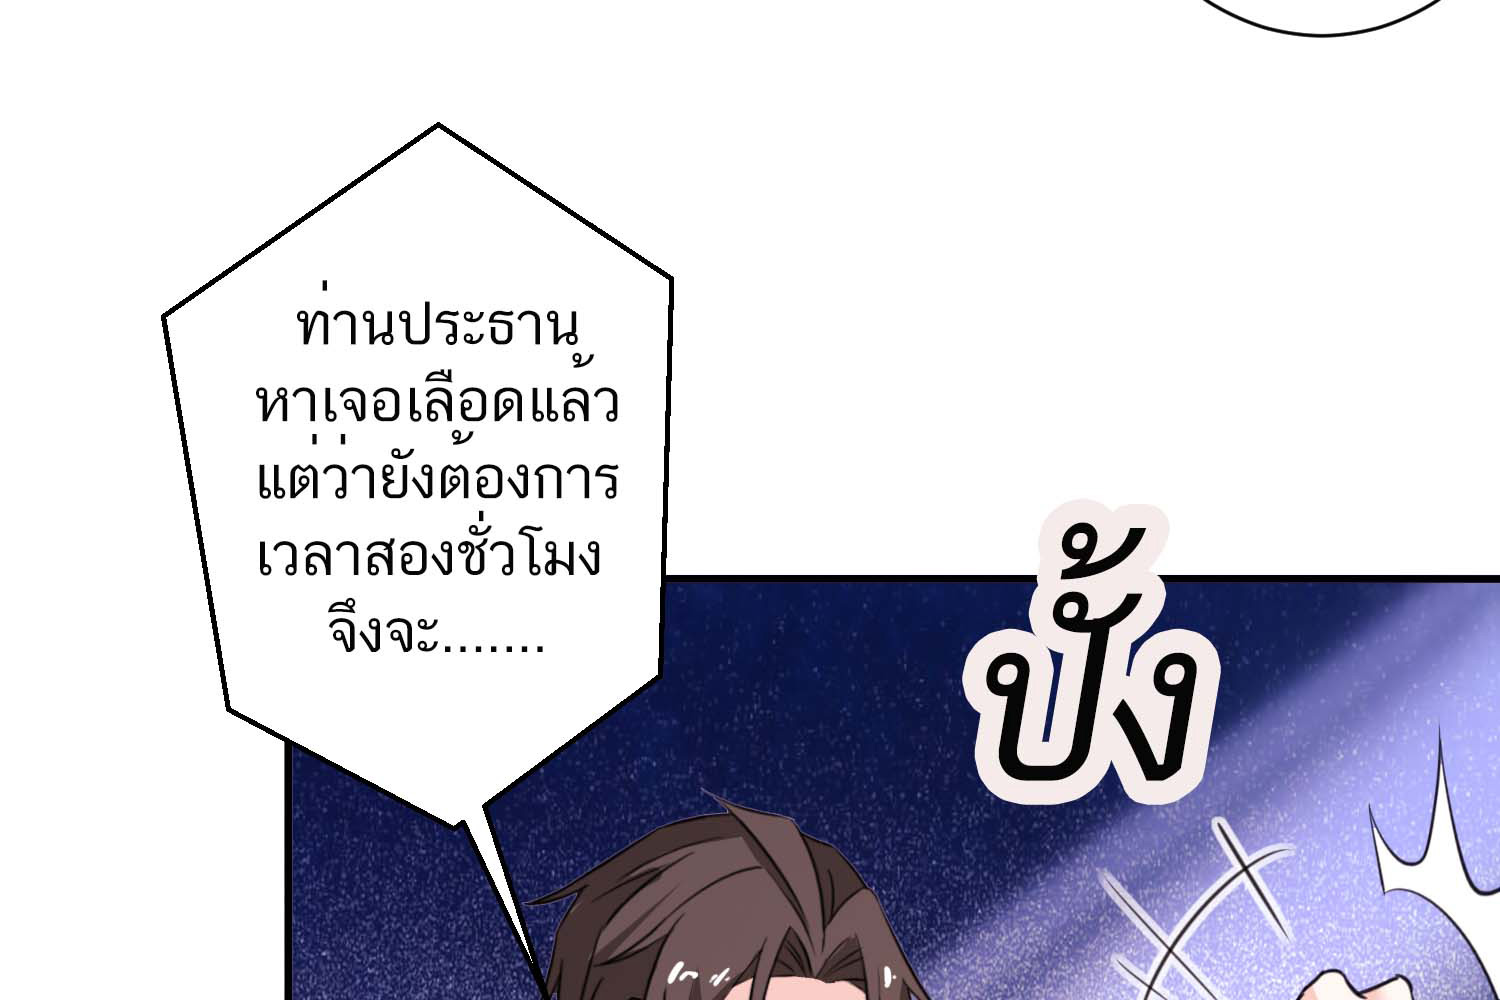 ท่านประธาน
หาเจอเลือดแล้ว
แต่ว่ายังต้องการ
เวลาสองชั่วโมง
จึงจะ.......
ปั้ง